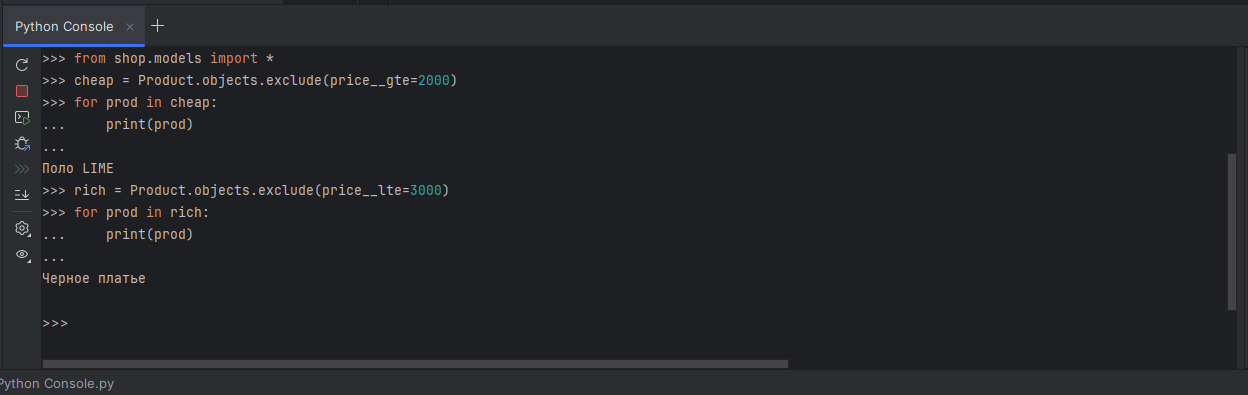 Python Console
>>> from shop.models import *
>>> cheap = Product.objects.exclude(price__gte=2000)
>>> for prod in cheap:
...     print(prod)
...
Поло LIME
>>> rich = Product.objects.exclude(price__lte=3000)
>>> for prod in rich:
...     print(prod)
...
Черное платье
>>>
Python Console.py